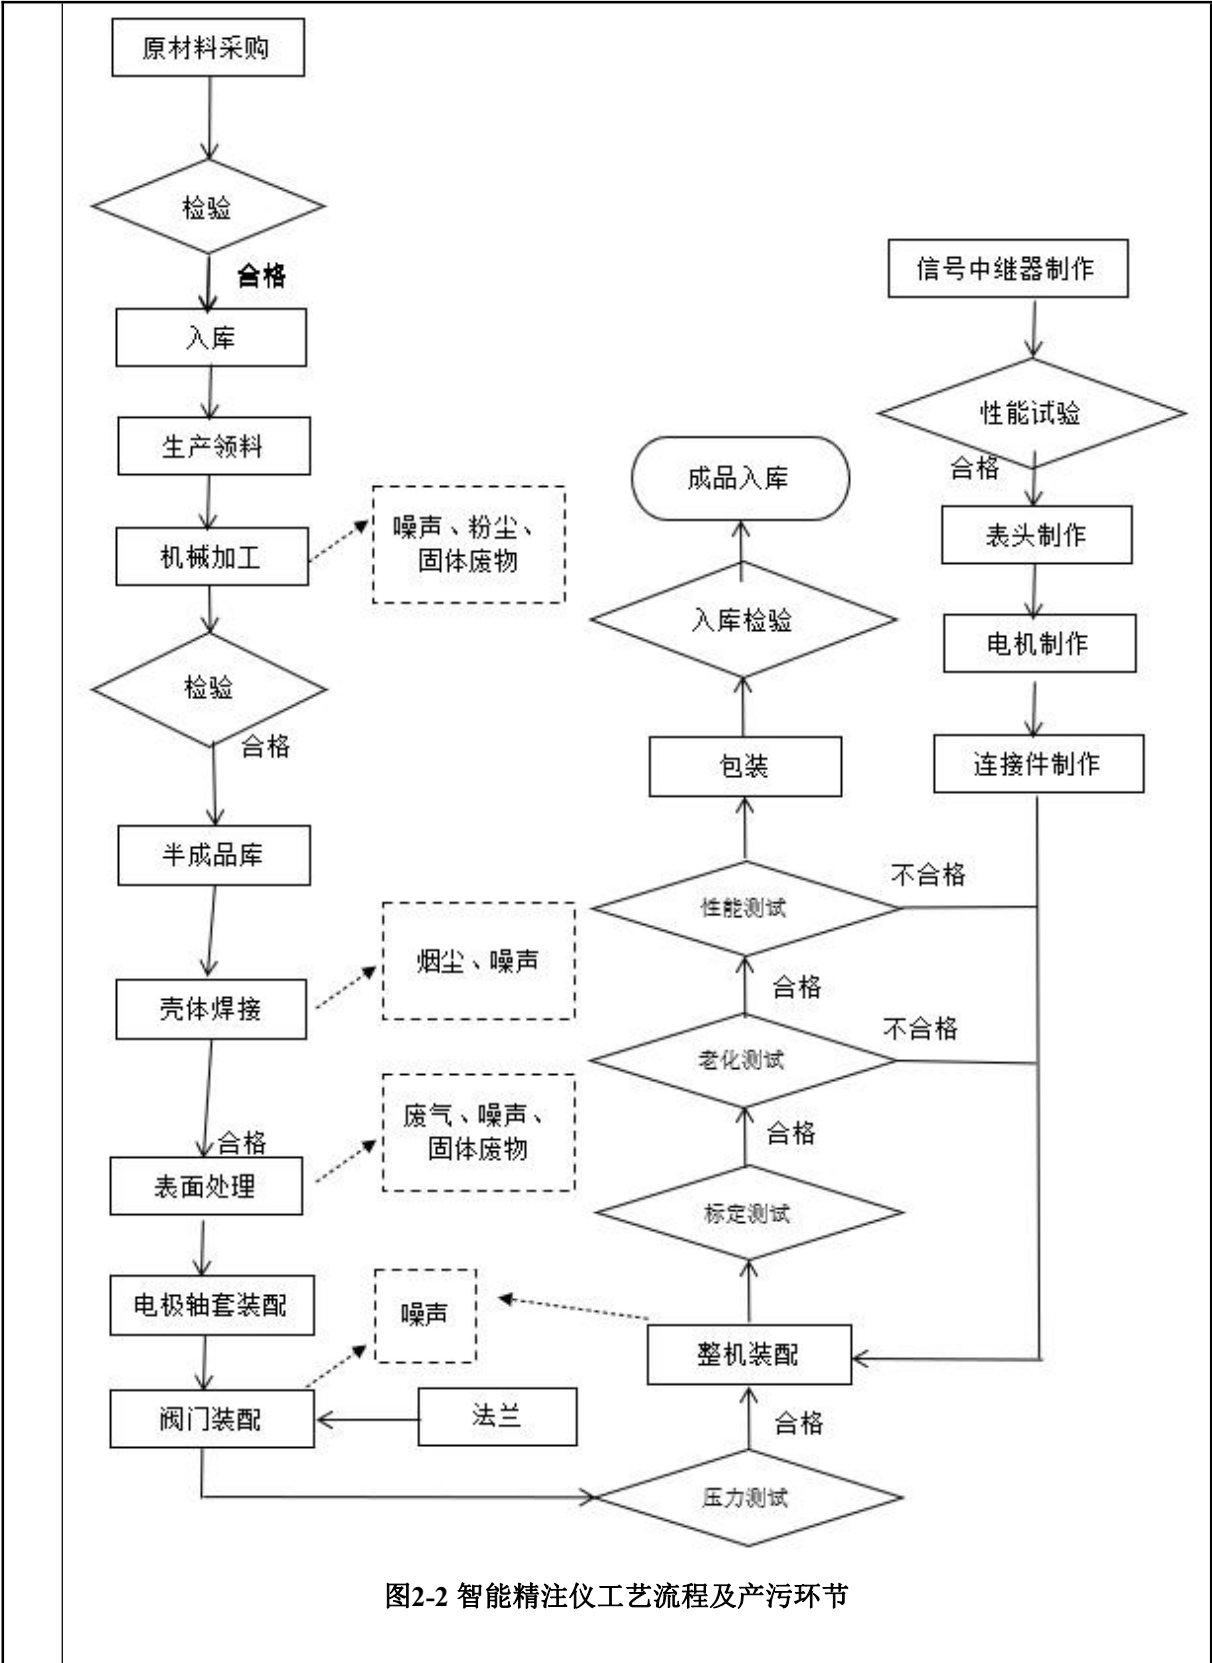 原材料采购
检验
合格
入库
生产领料
机械加工
噪声、粉尘、
固体废物
检验
合格
半成品库
壳体焊接
烟尘、噪声
合格
表面处理
废气、噪声、
固体废物
电极轴套装配
噪声
阀门装配
法兰
压力测试
合格
整机装配
标定测试
合格
老化测试
不合格
合格
性能测试
不合格
包装
入库检验
成品入库
信号中继器制作
性能试验
合格
表头制作
电机制作
连接件制作
图2-2 智能精注仪工艺流程及产污环节